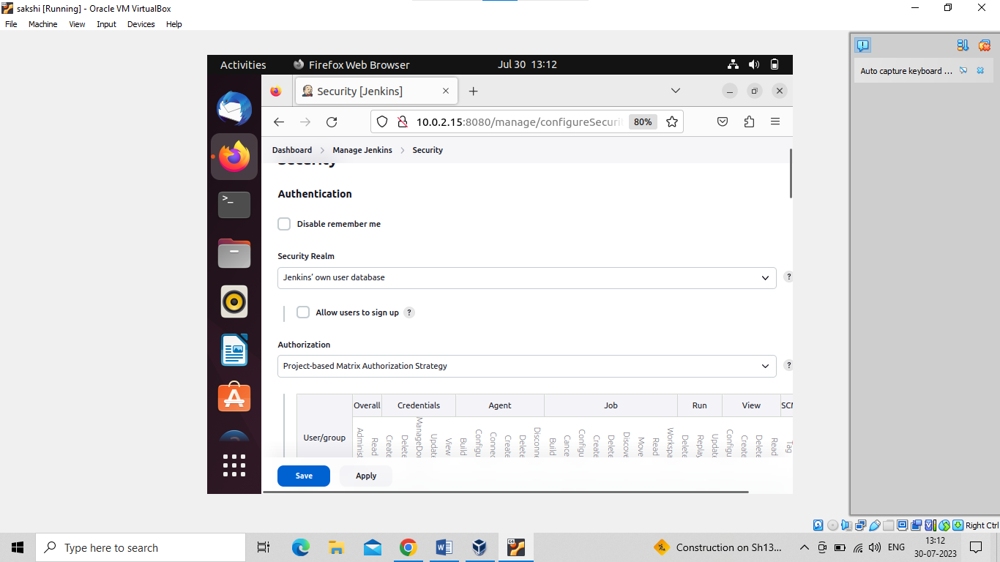 sakshi [Running] - Oracle VM VirtualBox
File Machine View Input Devices Help
Auto capture keyboard ...
Activities Firefox Web Browser Jul 30 13:12
Security [Jenkins]
10.0.2.15:8080/manage/configureSecuri 80%
Dashboard Manage Jenkins Security
Security
Authentication
Disable remember me
Security Realm
Jenkins' own user database ?
Allow users to sign up ?
Authorization
Project-based Matrix Authorization Strategy ?
Overall Credentials Agent Job Run View SCM
User/group
Administ Read Create Delete ManageDom Update View Build Configu Connec Create Delete Disconne Build Cance Configu Create Delete Discove Move Read Workspa Delete Replay Update Configu Create Delete Read Tag
Save Apply
Right Ctrl
Type here to search Construction on Sh13... ENG 13:12
30-07-2023